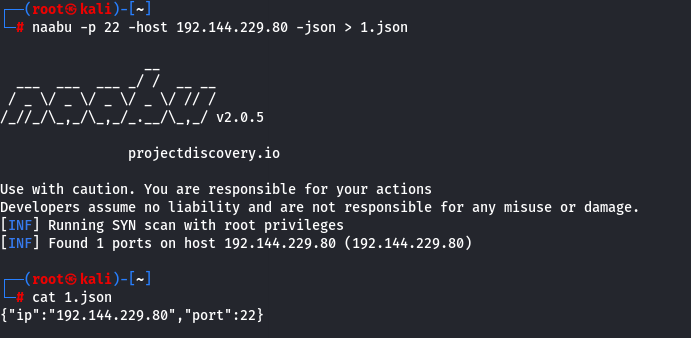 ┌──(root㉿kali)-[~]
└─# naabu -p 22 -host 192.144.229.80 -json > 1.json
                  __
  ___  ___  ___ _/ /  __ __
 / _ \/ _ \/ _ \/ _ \/ // /
/_//_/\_,_/\_,_/_.__/\_,_/ v2.0.5
projectdiscovery.io
Use with caution. You are responsible for your actions
Developers assume no liability and are not responsible for any misuse or damage.
[INF] Running SYN scan with root privileges
[INF] Found 1 ports on host 192.144.229.80 (192.144.229.80)
┌──(root㉿kali)-[~]
└─# cat 1.json
{"ip":"192.144.229.80","port":22}